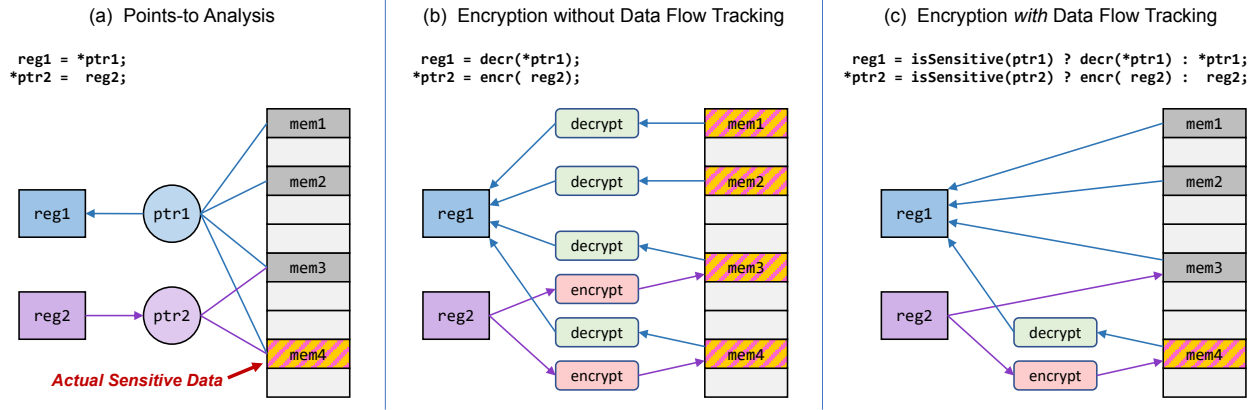 (a) Points-to Analysis
reg1 = *ptr1;
*ptr2 = reg2;
mem1
mem2
reg1
ptr1
mem3
reg2
ptr2
mem4
Actual Sensitive Data
(b) Encryption without Data Flow Tracking
reg1 = decr(*ptr1);
*ptr2 = encr( reg2);
decrypt
mem1
decrypt
mem2
reg1
decrypt
mem3
encrypt
reg2
decrypt
mem4
encrypt
(c) Encryption with Data Flow Tracking
reg1 = isSensitive(ptr1) ? decr(*ptr1) : *ptr1;
*ptr2 = isSensitive(ptr2) ? encr( reg2) : reg2;
mem1
mem2
reg1
mem3
reg2
decrypt
mem4
encrypt